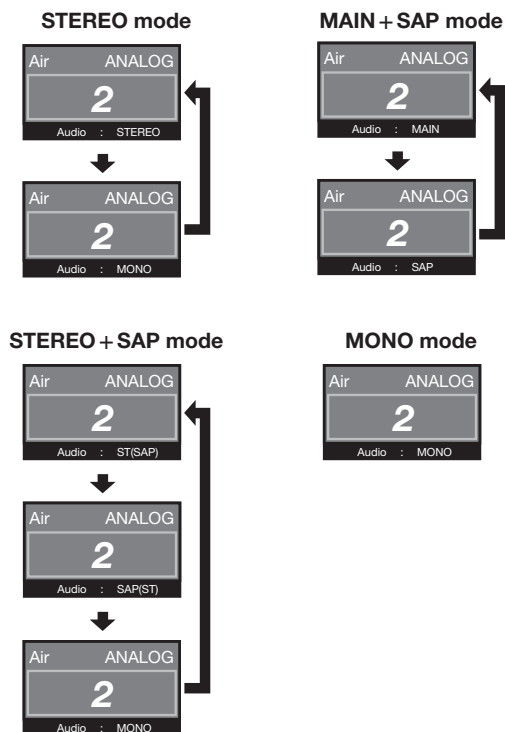 STEREO mode
Air ANALOG
2
Audio : STEREO
Air ANALOG
2
Audio : MONO
MAIN+SAP mode
Air ANALOG
2
Audio : MAIN
Air ANALOG
2
Audio : SAP
STEREO+SAP mode
Air ANALOG
2
Audio : ST(SAP)
Air ANALOG
2
Audio : SAP(ST)
Air ANALOG
2
Audio : MONO
MONO mode
Air ANALOG
2
Audio : MONO